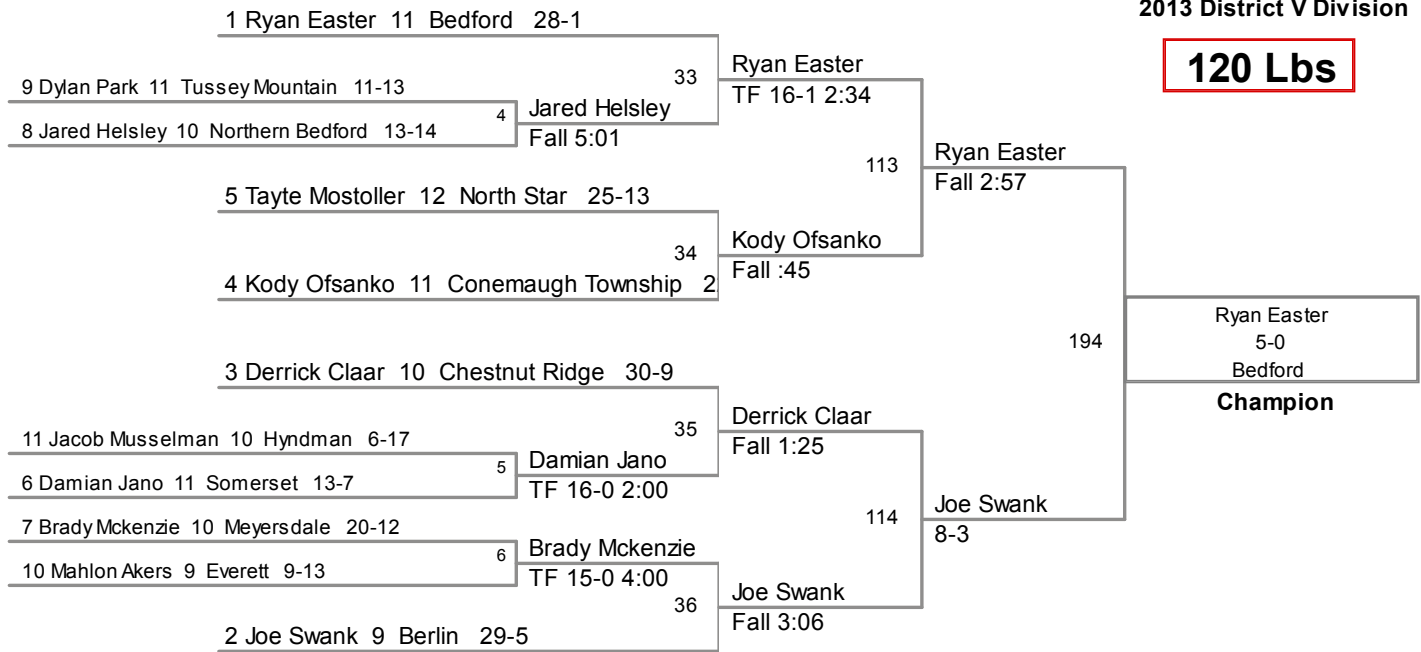 2013 District V Division
120 Lbs
1 Ryan Easter 11 Bedford 28-1
9 Dylan Park 11 Tussey Mountain 11-13
8 Jared Helsley 10 Northern Bedford 13-14
4
Jared Helsley
Fall 5:01
33
Ryan Easter
TF 16-1 2:34
5 Tayte Mostoller 12 North Star 25-13
4 Kody Ofsanko 11 Conemaugh Township
34
Kody Ofsanko
Fall :45
113
Ryan Easter
Fall 2:57
3 Derrick Claar 10 Chestnut Ridge 30-9
11 Jacob Musselman 10 Hyndman 6-17
6 Damian Jano 11 Somerset 13-7
5
Damian Jano
TF 16-0 2:00
35
Derrick Claar
Fall 1:25
7 Brady Mckenzie 10 Meyersdale 20-12
10 Mahlon Akers 9 Everett 9-13
6
Brady Mckenzie
TF 15-0 4:00
2 Joe Swank 9 Berlin 29-5
36
Joe Swank
Fall 3:06
114
Joe Swank
8-3
194
Ryan Easter
5-0
Bedford
Champion